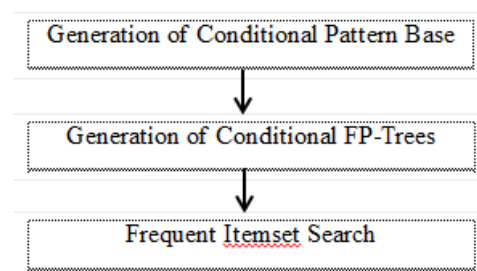 Generation of Conditional Pattern Base
Generation of Conditional FP-Trees
Frequent Itemset Search